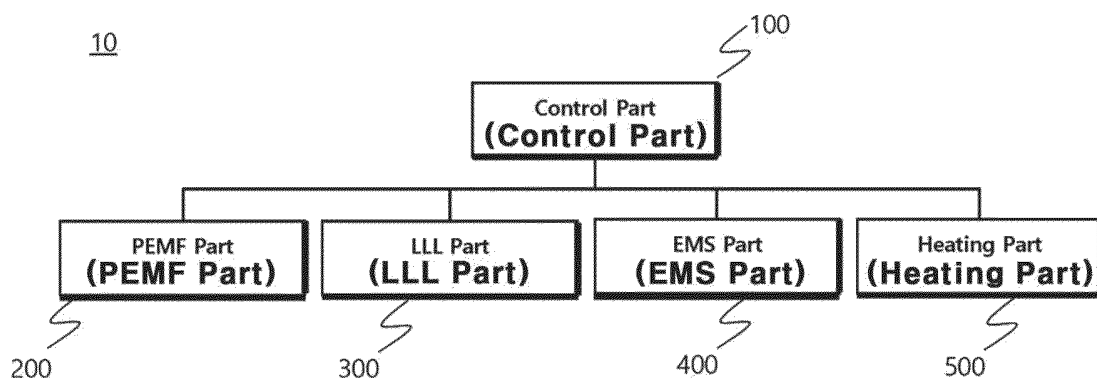 10
100
Control Part
(Control Part)
PEMF Part
(PEMF Part)
LLL Part
(LLL Part)
EMS Part
(EMS Part)
Heating Part
(Heating Part)
200
300
400
500